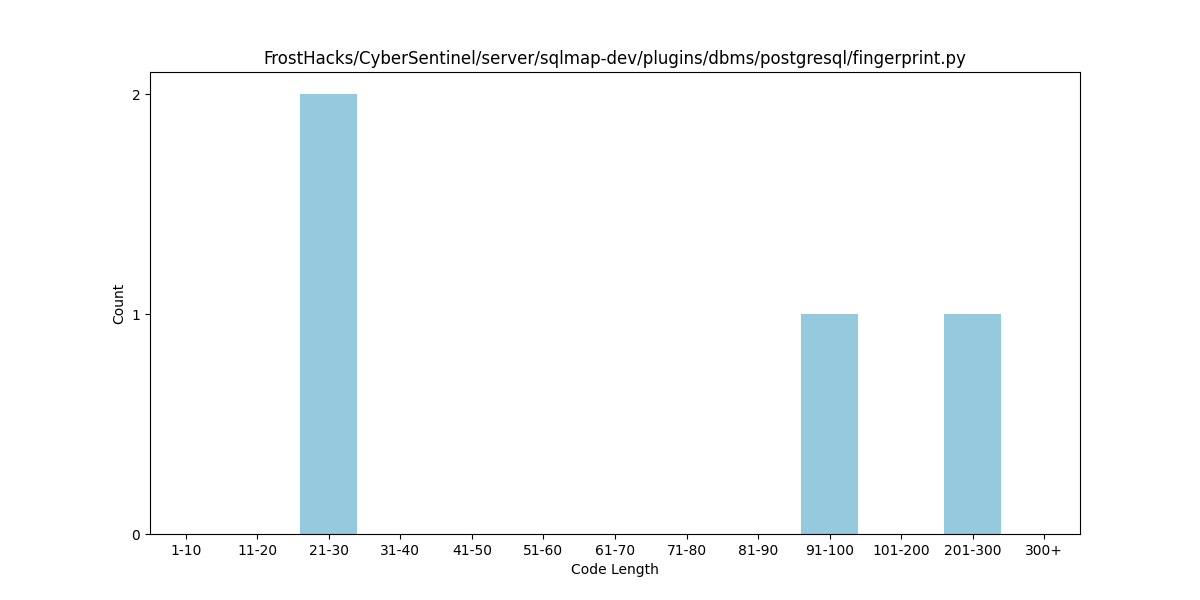 FrostHacks/CyberSentinel/server/sqlmap-dev/plugins/dbms/postgresql/fingerprint.py
2
1
0
Count
1-10 11-20 21-30 31-40 41-50 51-60 61-70 71-80 81-90 91-100 101-200 201-300 300+
Code Length